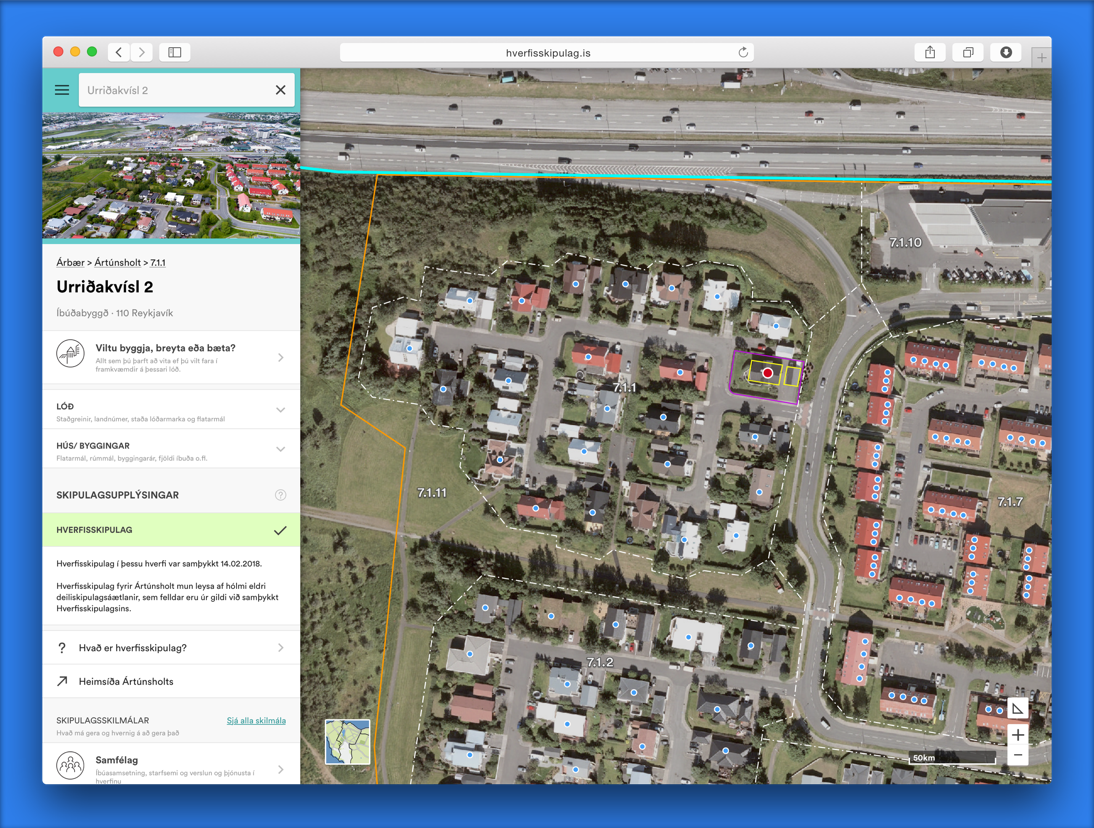 hverfisskipulag.is
Urriðakvísl 2
Árbær > Ártúnsholt > 7.1.1
Urriðakvísl 2
Íbúðabyggð · 110 Reykjavík
Viltu byggja, breyta eða bæta?
Allt sem þú þarft að vita ef þú vilt fara í
framkvæmdir á þessari lóð.
LÓÐ
Staðgreinir, landnúmer, staða lóðarmarka og flatarmál
HÚS/ BYGGINGAR
Flatarmál, rúmmál, byggingarár, fjöldi íbuða o.fl.
SKIPULAGSUPPLÝSINGAR
?
HVERFISSKIPULAG
Hverfisskipulag í þessu hverfi var samþykkt 14.02.2018.
Hverfisskipulag fyrir Ártúnsholt mun leysa af hólmi eldri
deiliskipulagsáætlanir, sem felldar eru úr gildi við samþykkt
Hverfisskipulagsins.
? Hvað er hverfisskipulag?
Heimsíða Ártúnsholts
SKIPULAGSSKILMÁLAR Sjá alla skilmála
Hvað má gera og hvernig á að gera það
Samfélag
Íbúasamsetning, starfsemi og verslun og þjónusta í
hverfinu
7.1.10
7.1.1
7.1.11
7.1.7
7.1.2
50km